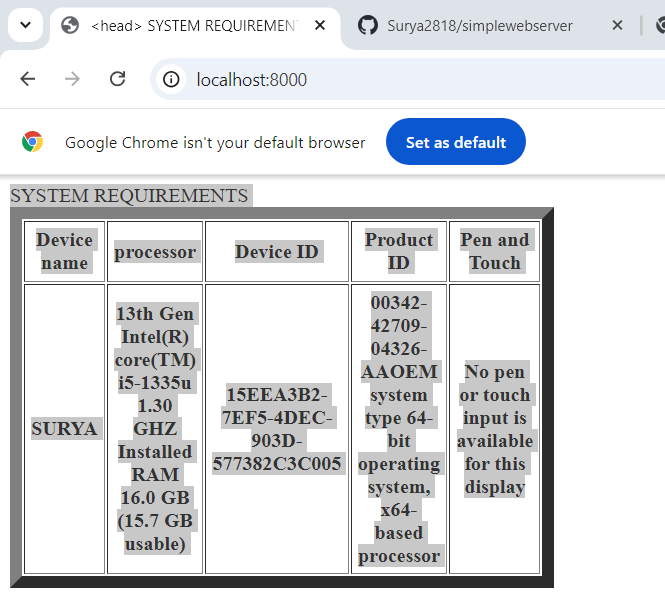 <head> SYSTEM REQUIREMEN
Surya2818/simplewebserver
localhost:8000
Google Chrome isn't your default browser
Set as default
SYSTEM REQUIREMENTS
Device
name
processor
Device ID
Product
ID
Pen and
Touch
SURYA
13th Gen
Intel(R)
core(TM)
i5-1335u
1.30
GHZ
Installed
RAM
16.0 GB
(15.7 GB
usable)
15EEA3B2-
7EF5-4DEC-
903D-
577382C3C005
00342-
42709-
04326-
AAOEM
system
type 64-
bit
operating
system,
x64-
based
processor
No pen
or touch
input is
available
for this
display